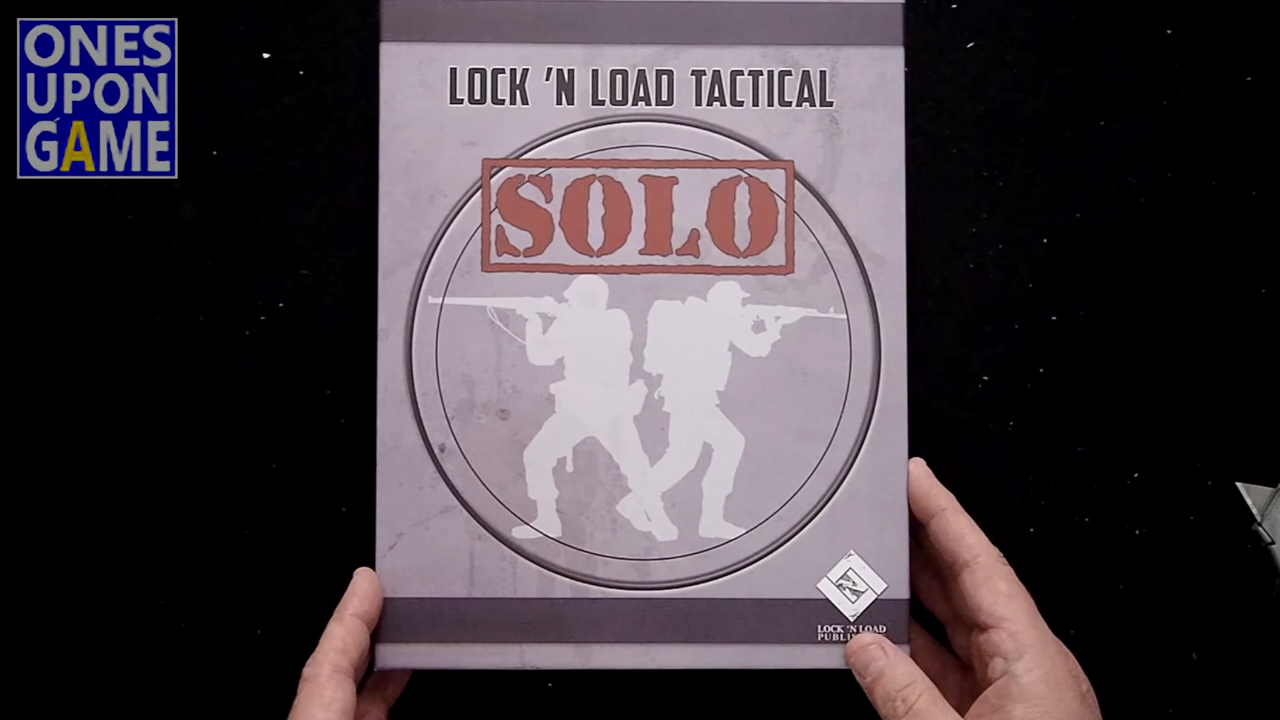 ONES
UPON
GAME
LOCK 'N LOAD TACTICAL
SOLO
LOCK 'N LOAD